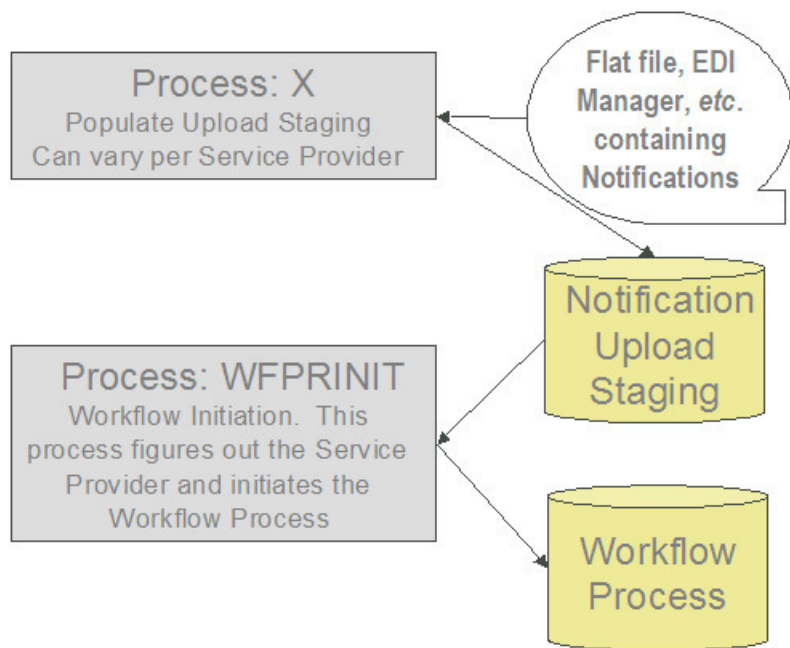 Process: X
Populate Upload Staging
Can vary per Service Provider
Flat file, EDI
Manager, etc.
containing
Notifications
Notification
Upload
Staging
Process: WFPRINIT
Workflow Initiation. This
process figures out the Service
Provider and initiates the
Workflow Process
Workflow
Process